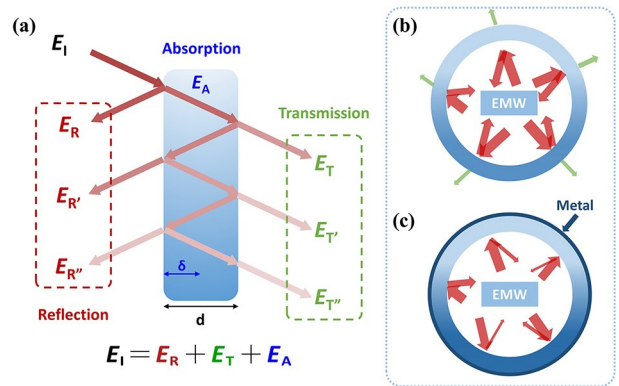 (a)
Absorption
E_I
E_A
Transmission
E_R
E_T
E_R'
E_T'
E_R''
E_T''
δ
Reflection
d
E_I = E_R + E_T + E_A
(b)
EMW
(c)
Metal
EMW